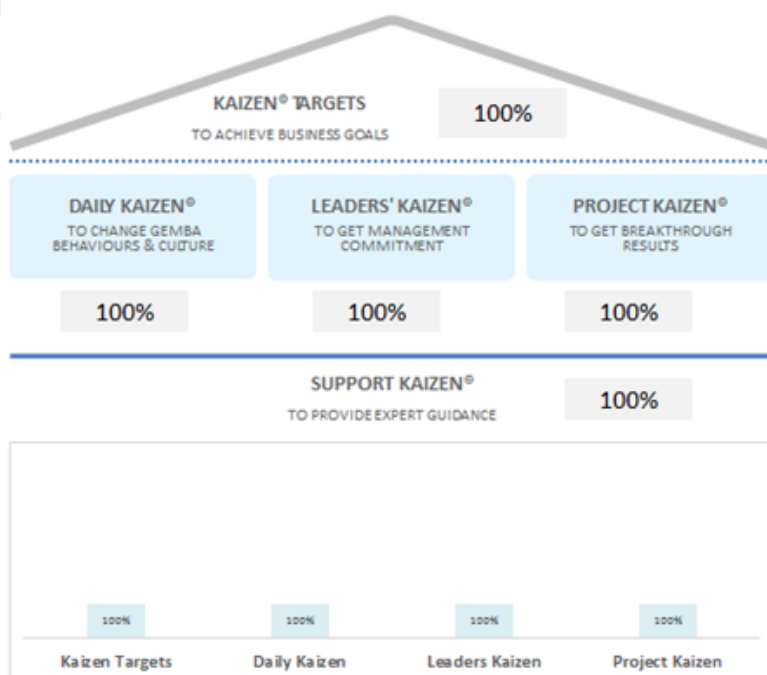 KAIZEN® TARGETS
100%
TO ACHIEVE BUSINESS GOALS
DAILY KAIZEN®
TO CHANGE GEMBA
BEHAVIOURS & CULTURE
LEADERS' KAIZEN®
TO GET MANAGEMENT
COMMITMENT
PROJECT KAIZEN®
TO GET BREAKTHROUGH
RESULTS
100%
100%
100%
SUPPORT KAIZEN®
100%
TO PROVIDE EXPERT GUIDANCE
100%
100%
100%
100%
Kaizen Targets
Daily Kaizen
Leaders Kaizen
Project Kaizen